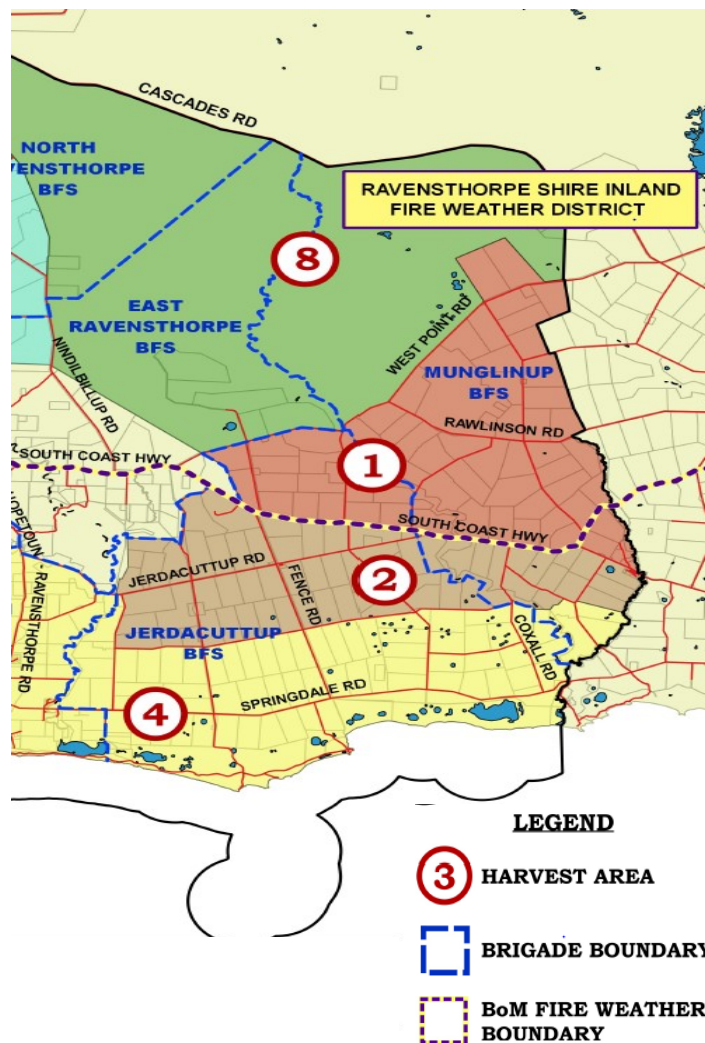 CASCADES RD
NORTH
VENSTHORPE
BFS
RAVENSTHORPE SHIRE INLAND
FIRE WEATHER DISTRICT
8
EAST
RAVENSTHORPE
BFS
WEST POINT RD
NINDILBILLUP RD
MUNGLINUP
BFS
RAWLINSON RD
SOUTH COAST HWY
1
SOUTH COAST HWY
HOPETOUN - RAVENSTHORPE RD
JERDACUTTUP RD
FENCE RD
2
JERDACUTTUP
BFS
COXALL RD
SPRINGDALE RD
4
LEGEND
3 HARVEST AREA
BRIGADE BOUNDARY
BoM FIRE WEATHER
BOUNDARY